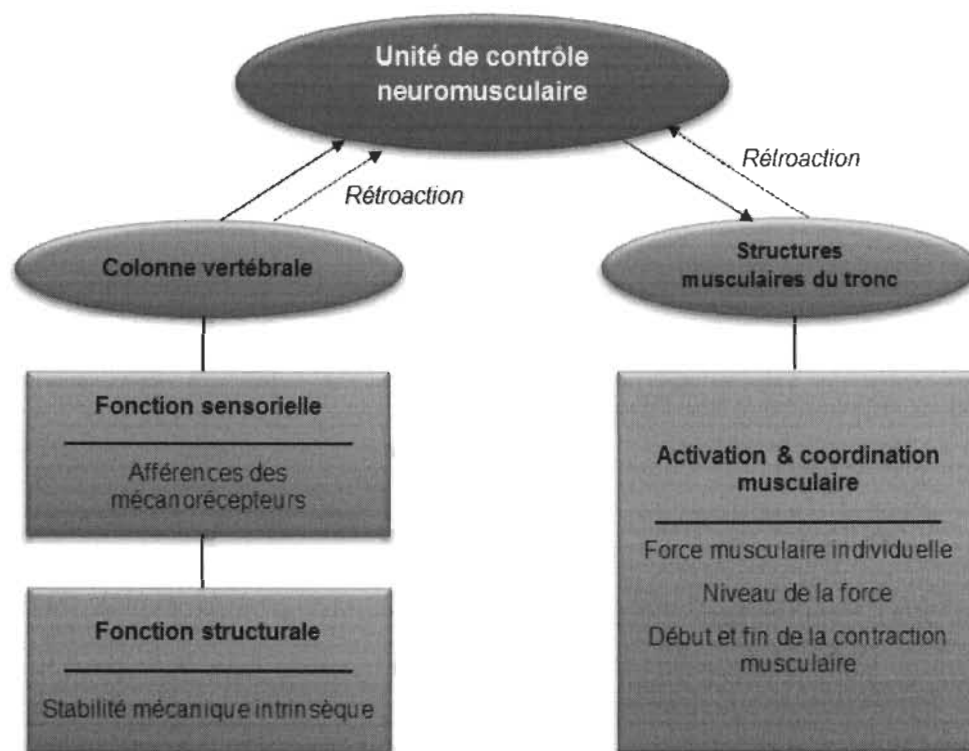 Unité de contrôle
neuromusculaire
Rétroaction
Rétroaction
Colonne vertébrale
Structures
musculaires du tronc
Fonction sensorielle
Afférences des
mécanorécepteurs
Fonction structurale
Stabilité mécanique intrinsèque
Activation & coordination
musculaire
Force musculaire individuelle
Niveau de la force
Début et fin de la contraction
musculaire